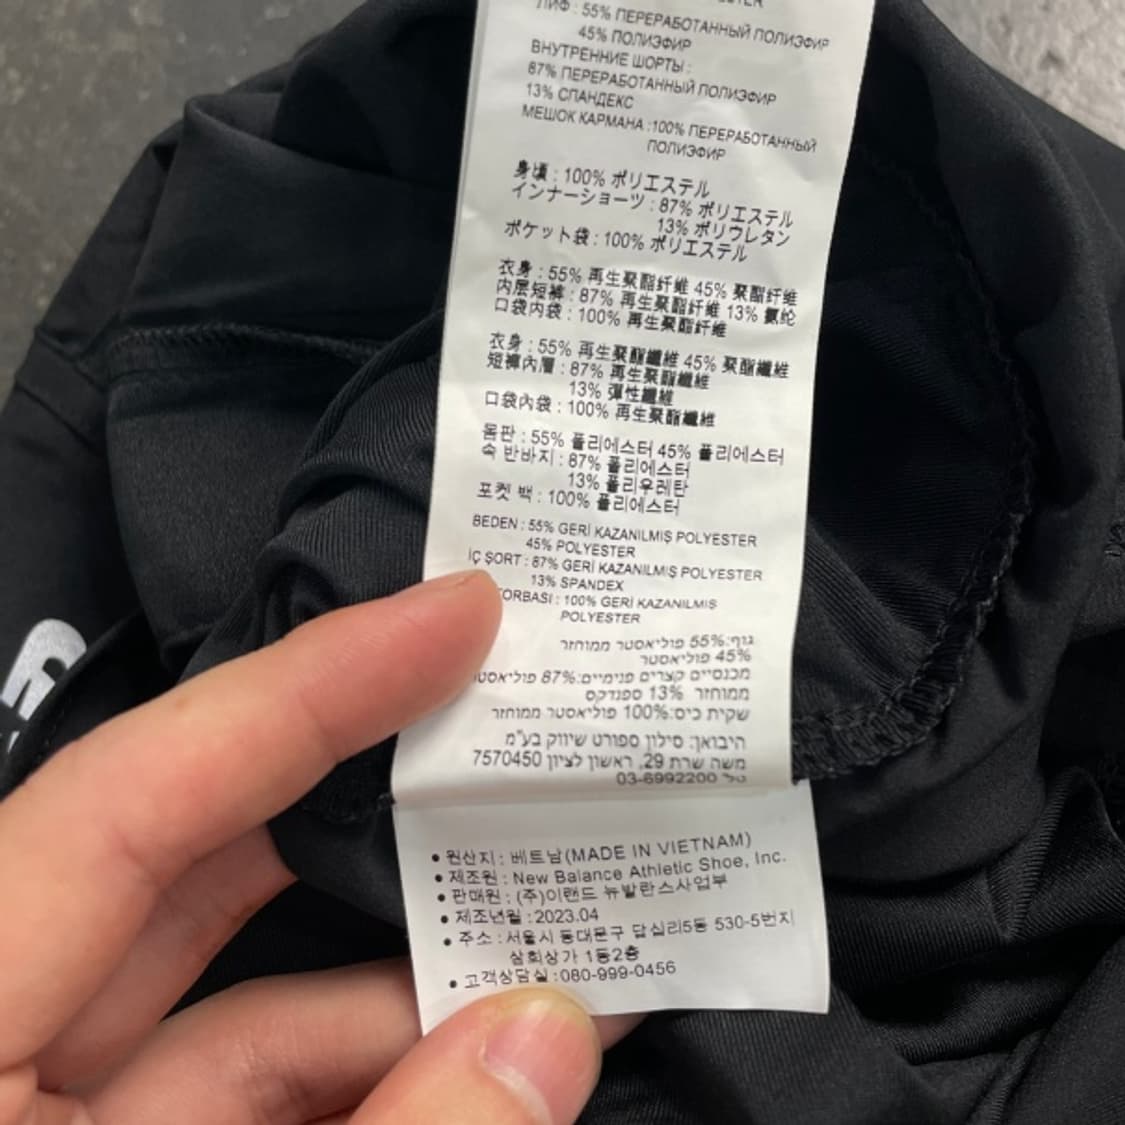 ЛИФ : 55% ПЕРЕРАБОТАННЫЙ ПОЛИЭФИР
45% ПОЛИЭФИР
ВНУТРЕННИЕ ШОРТЫ :
87% ПЕРЕРАБОТАННЫЙ ПОЛИЭФИР
13% СПАНДЕКС
МЕШОК КАРМАНА :100% ПЕРЕРАБОТАННЫЙ
ПОЛИЭФИР
身頃 : 100% ポリエステル
インナーショーツ : 87% ポリエステル
13% ポリウレタン
ポケット袋 : 100% ポリエステル
衣身 : 55% 再生聚酯纤维 45% 聚酯纤维
内层短裤 : 87% 再生聚酯纤维 13% 氨纶
口袋内袋 : 100% 再生聚酯纤维
衣身 : 55% 再生聚酯纖維 45% 聚酯纖維
短褲內層 : 87% 再生聚酯纖維
13% 彈性纖維
口袋內袋 : 100% 再生聚酯纖維
몸판 : 55% 폴리에스터 45% 폴리에스터
속 반바지 : 87% 폴리에스터
13% 폴리우레탄
포켓 백 : 100% 폴리에스터
BEDEN : 55% GERİ KAZANILMIŞ POLYESTER
45% POLYESTER
İÇ ŞORT : 87% GERİ KAZANILMIŞ POLYESTER
13% SPANDEX
TORBASI : 100% GERİ KAZANILMIŞ
POLYESTER
גוף:55% פוליאסטר ממוחזר
45% פוליאסטר
מכנסיים קצרים פנימיים:87% פוליאסטר
ממוחזר 13% ספנדקס
שקית כיס:100% פוליאסטר ממוחזר
היבואן: סילון ספורט שיווק בע"מ
משה שרת 29, ראשון לציון 7570450
טל' 03-6992200
• 원산지 : 베트남(MADE IN VIETNAM)
• 제조원 : New Balance Athletic Shoe, Inc.
• 판매원 : (주)이랜드 뉴발란스사업부
• 제조년월 : 2023.04
• 주소 : 서울시 동대문구 답십리5동 530-5번지
삼희상가 1동2층
• 고객상담실 : 080-999-0456